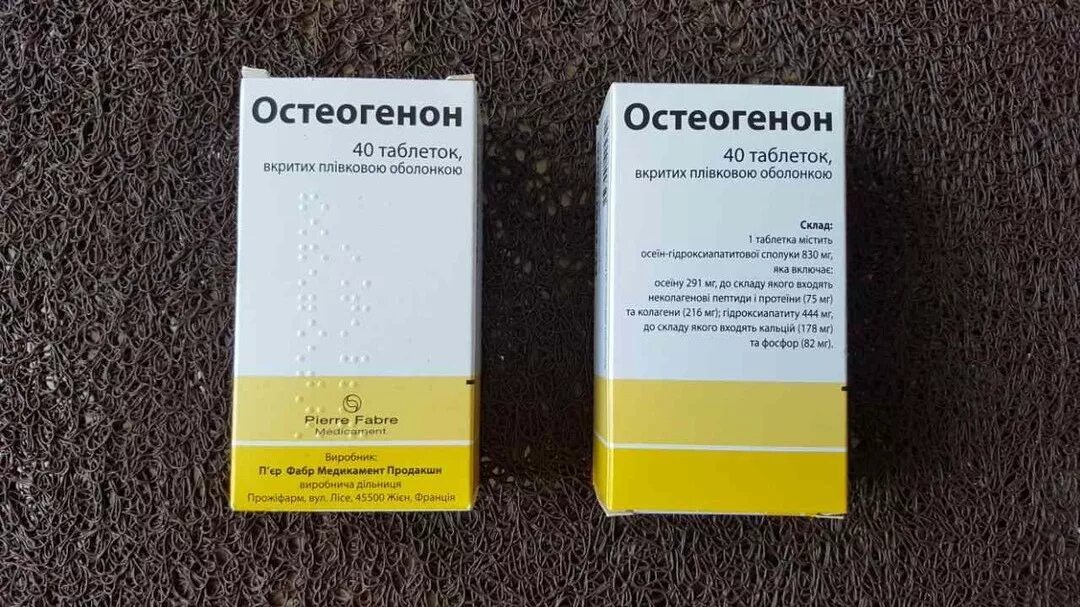 Остеогенон
40 таблеток,
вкритих плівковою оболонкою
Pierre Fabre
Médicament
Виробник:
П'єр Фабр Медикамент Продакшн
виробнича дільниця
Прожіфарм, вул. Лісе, 45500 Жієн, Франція
Остеогенон
40 таблеток,
вкритих плівковою оболонкою
Склад:
1 таблетка містить
осеїн-гідроксиапатитової сполуки 830 мг,
яка включає:
осеїну 291 мг, до складу якого входять
неколагенові пептиди і протеїни (75 мг)
та колагени (216 мг); гідроксиапатиту 444 мг,
до складу якого входять кальцій (178 мг)
та фосфор (82 мг).